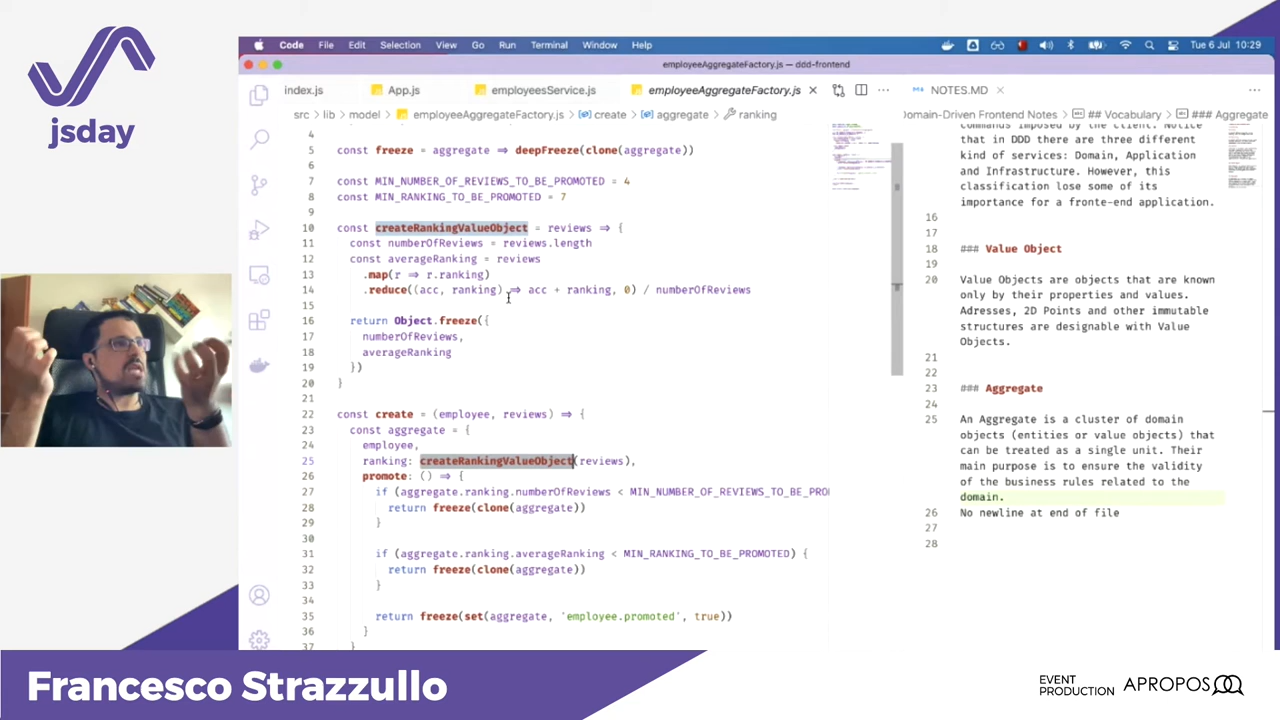 jsday
Code File Edit Selection View Go Run Terminal Window Help
Tue 6 Jul 10:29
employeeAggregateFactory.js — ddd-frontend
index.js
App.js
employeesService.js
employeeAggregateFactory.js
NOTES.MD
src > lib > model > employeeAggregateFactory.js > create > aggregate > ranking
Domain-Driven Frontend Notes > ## Vocabulary > ### Aggregate
4
5 const freeze = aggregate ⇒ deepFreeze(clone(aggregate))
6
7 const MIN_NUMBER_OF_REVIEWS_TO_BE_PROMOTED = 4
8 const MIN_RANKING_TO_BE_PROMOTED = 7
9
10 const createRankingValueObject = reviews ⇒ {
11 const numberOfReviews = reviews.length
12 const averageRanking = reviews
13 .map(r ⇒ r.ranking)
14 .reduce((acc, ranking) ⇒ acc + ranking, 0) / numberOfReviews
15
16 return Object.freeze({
17 numberOfReviews,
18 averageRanking
19 })
20 }
21
22 const create = (employee, reviews) ⇒ {
23 const aggregate = {
24 employee,
25 ranking: createRankingValueObject(reviews),
26 promote: () ⇒ {
27 if (aggregate.ranking.numberOfReviews < MIN_NUMBER_OF_REVIEWS_TO_BE_PRO
28 return freeze(clone(aggregate))
29 }
30
31 if (aggregate.ranking.averageRanking < MIN_RANKING_TO_BE_PROMOTED) {
32 return freeze(clone(aggregate))
33 }
34
35 return freeze(set(aggregate, 'employee.promoted', true))
36 }
37 }
commands imposed by the client. Notice
that in DDD there are three different
kind of services: Domain, Application
and Infrastructure. However, this
classification lose some of its
importance for a fronte-end application.
16
17
18 ### Value Object
19
20 Value Objects are objects that are known
only by their properties and values.
Adresses, 2D Points and other immutable
structures are designable with Value
Objects.
21
22
23 ### Aggregate
24
25 An Aggregate is a cluster of domain
objects (entities or value objects) that
can be treated as a single unit. Their
main purpose is to ensure the validity
of the business rules related to the
domain.
26 No newline at end of file
27
28
Francesco Strazzullo
EVENT
PRODUCTION
APROPOS